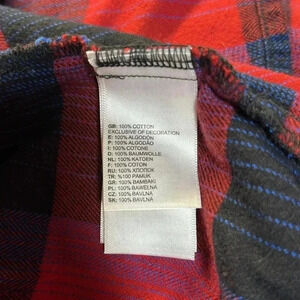 GB: 100% COTTON
EXCLUSIVE OF DECORATION
E: 100% ALGODÓN
P: 100% ALGODÃO
I: 100% COTONE
D: 100% BAUMWOLLE
NL: 100% KATOEN
F: 100% COTON
RU: 100% ХЛОПОК
TR: %100 PAMUK
GR: 100% BAMBAKI
PL: 100% BAWEŁNA
CZ: 100% BAVLNA
SK: 100% BAVLNA